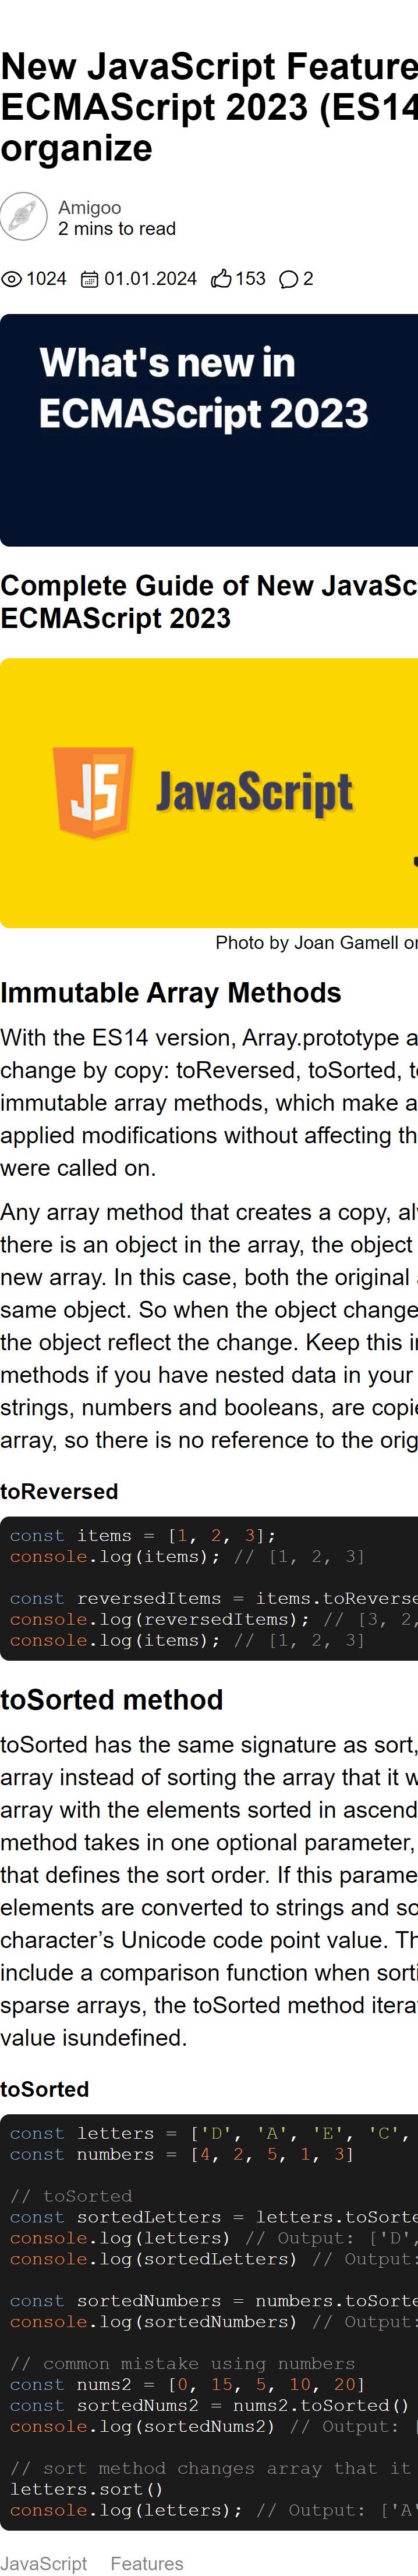 New JavaScript Feature
ECMAScript 2023 (ES14
organize
Amigoo
2 mins to read
1024 01.01.2024 153 2
What's new in
ECMAScript 2023
Complete Guide of New JavaSc
ECMAScript 2023
JS JavaScript
Photo by Joan Gamell or
Immutable Array Methods
With the ES14 version, Array.prototype a
change by copy: toReversed, toSorted, t
immutable array methods, which make a
applied modifications without affecting th
were called on.
Any array method that creates a copy, al
there is an object in the array, the object
new array. In this case, both the original
same object. So when the object change
the object reflect the change. Keep this i
methods if you have nested data in your
strings, numbers and booleans, are copie
array, so there is no reference to the orig
toReversed
const items = [1, 2, 3];
console.log(items); // [1, 2, 3]
const reversedItems = items.toReverse
console.log(reversedItems); // [3, 2,
console.log(items); // [1, 2, 3]
toSorted method
toSorted has the same signature as sort,
array instead of sorting the array that it w
array with the elements sorted in ascend
method takes in one optional parameter,
that defines the sort order. If this parame
elements are converted to strings and so
character’s Unicode code point value. Th
include a comparison function when sorti
sparse arrays, the toSorted method itera
value isundefined.
toSorted
const letters = ['D', 'A', 'E', 'C',
const numbers = [4, 2, 5, 1, 3]
// toSorted
const sortedLetters = letters.toSorte
console.log(letters) // Output: ['D',
console.log(sortedLetters) // Output:
const sortedNumbers = numbers.toSorte
console.log(sortedNumbers) // Output:
// common mistake using numbers
const nums2 = [0, 15, 5, 10, 20]
const sortedNums2 = nums2.toSorted()
console.log(sortedNums2) // Output: [
// sort method changes array that it
letters.sort()
console.log(letters); // Output: ['A'
JavaScript Features